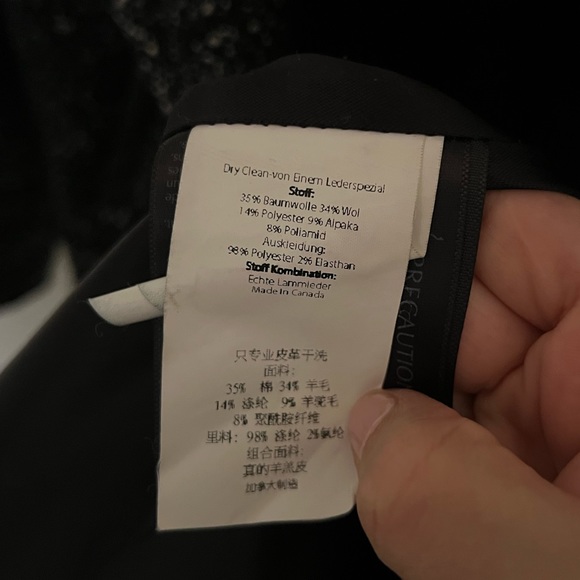 Dry Clean-von Einem Lederspezial
Stoff:
35% Baumwolle 34% Wol
14% Polyester 9% Alpaka
8% Poliamid
Auskleidung:
98% Polyester 2% Elasthan
Stoff Kombination:
Echte Lammleder
Made In Canada
只专业皮革干洗
面料:
35% 棉 34% 羊毛
14% 涤纶 9% 羊驼毛
8% 聚酰胺纤维
里料: 98% 涤纶 2%氨纶
组合面料:
真的羊羔皮
加拿大制造
PRECAUTIO